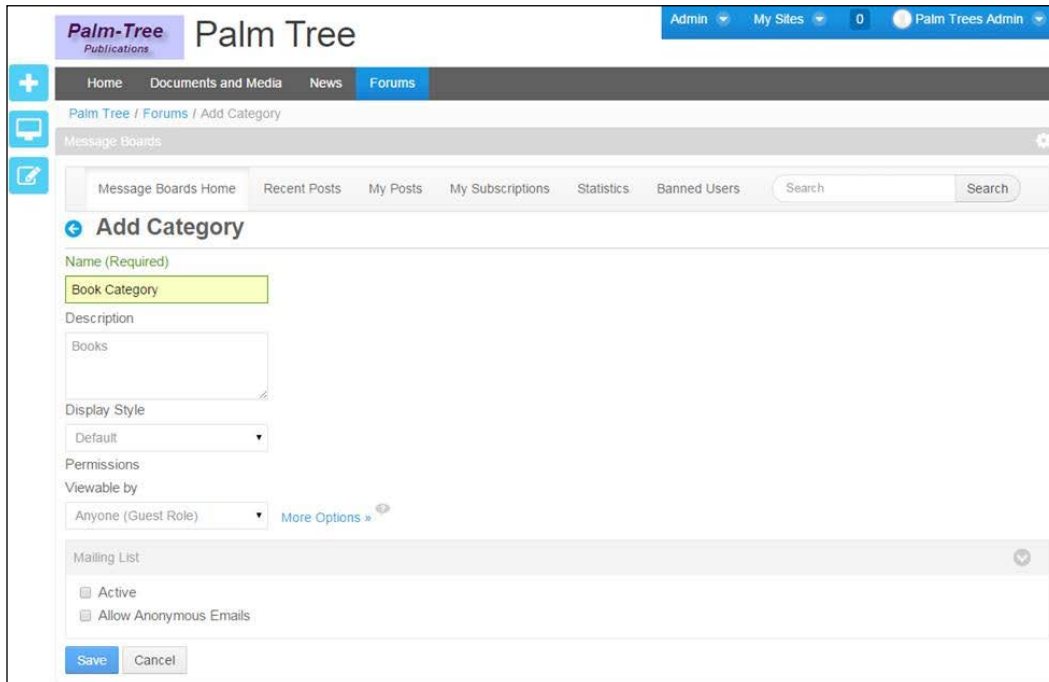 Palm-Tree
Publications
Palm Tree
Admin My Sites 0 Palm Trees Admin
Home Documents and Media News Forums
Palm Tree / Forums / Add Category
Message Boards
Message Boards Home Recent Posts My Posts My Subscriptions Statistics Banned Users Search Search
Add Category
Name (Required)
Book Category
Description
Books
Display Style
Default
Permissions
Viewable by
Anyone (Guest Role) More Options » ?
Mailing List
Active
Allow Anonymous Emails
Save Cancel